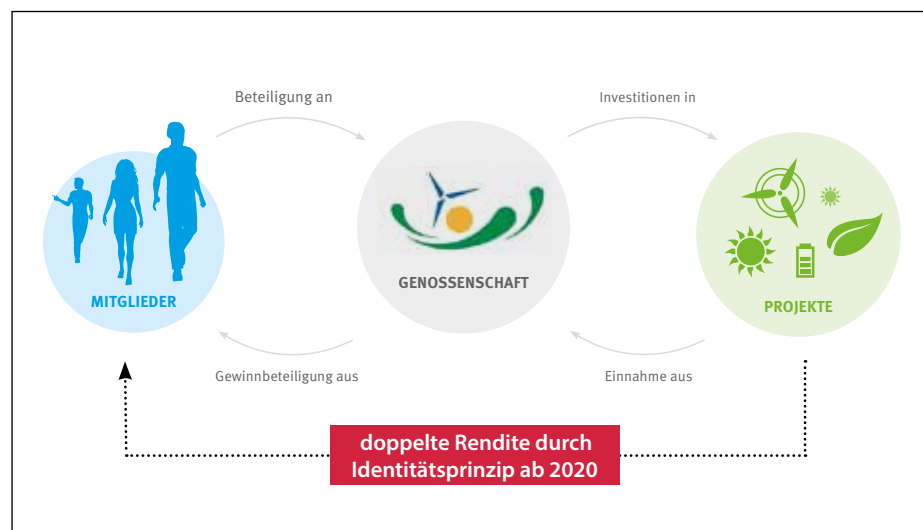 Beteiligung an
Investitionen in
MITGLIEDER
GENOSSENSCHAFT
PROJEKTE
Gewinnbeteiligung aus
Einnahme aus
doppelte Rendite durch
Identitätsprinzip ab 2020